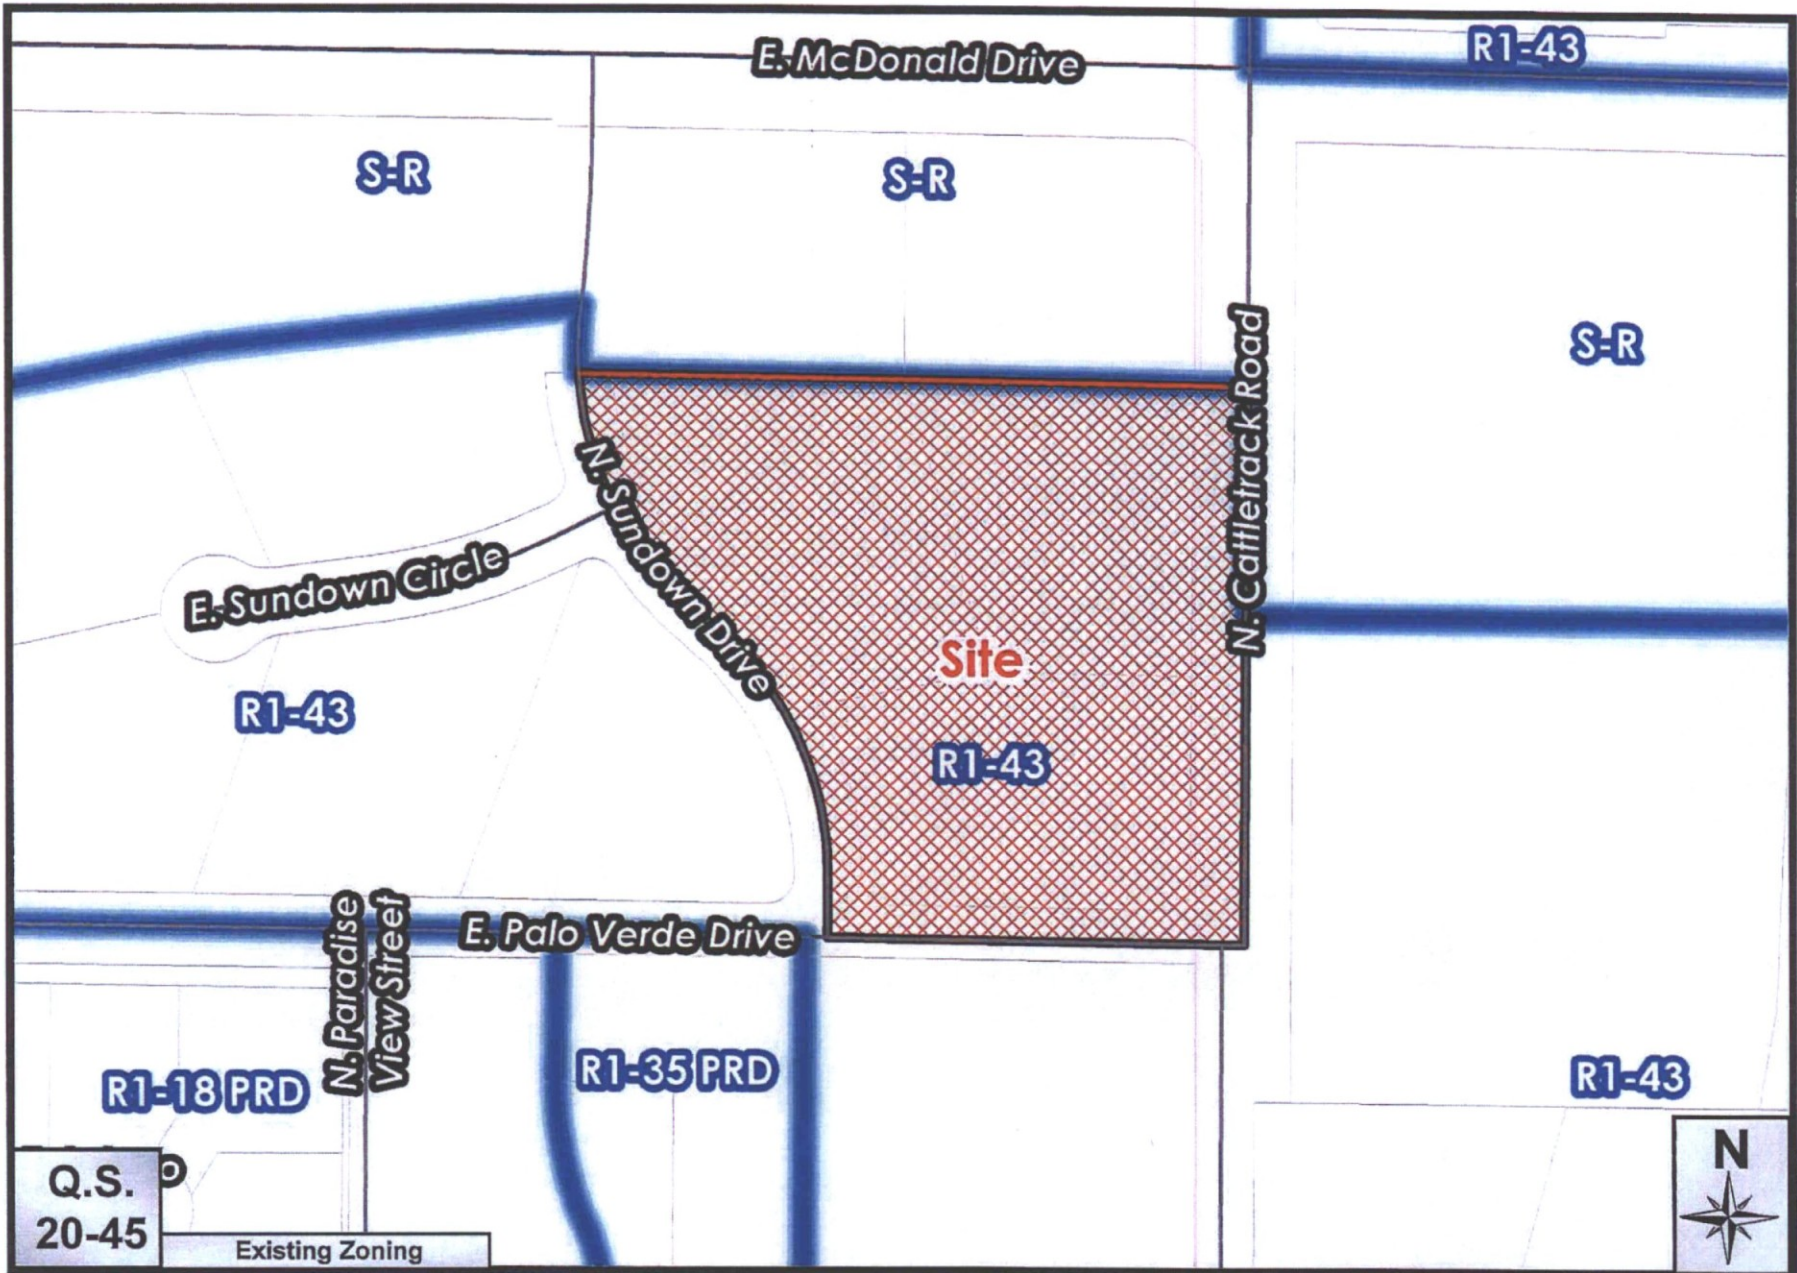 E. McDonald Drive
R1-43
S-R
S-R
S-R
N. Cattletrack Road
N. Sundown Drive
E. Sundown Circle
Site
R1-43
R1-43
E. Palo Verde Drive
N. Paradise
View Street
R1-18 PRD
R1-35 PRD
R1-43
Q.S.
20-45
Existing Zoning
N